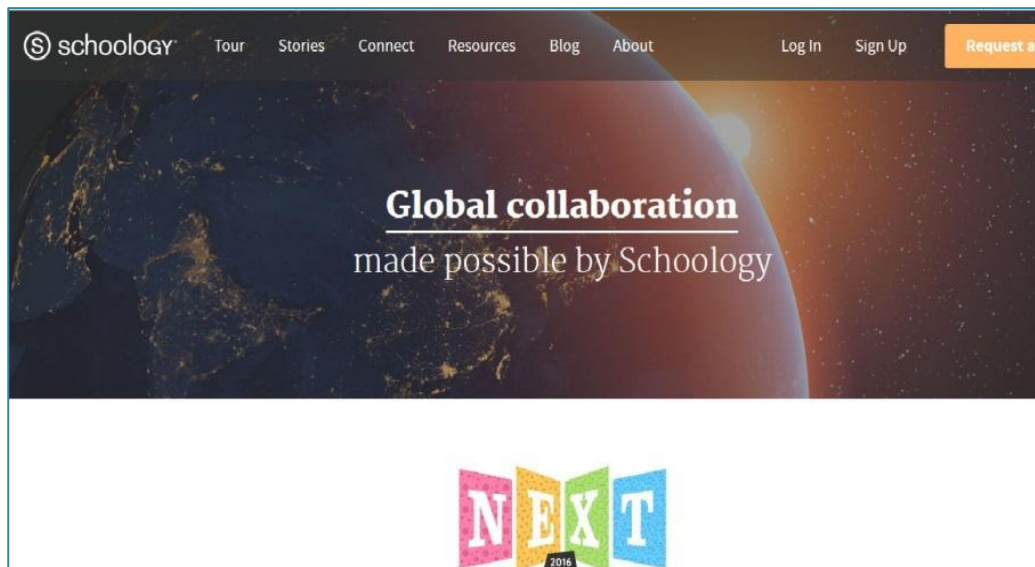 S schoology
Tour Stories Connect Resources Blog About Log In Sign Up Request a
Global collaboration
made possible by Schoology
NEXT
2016